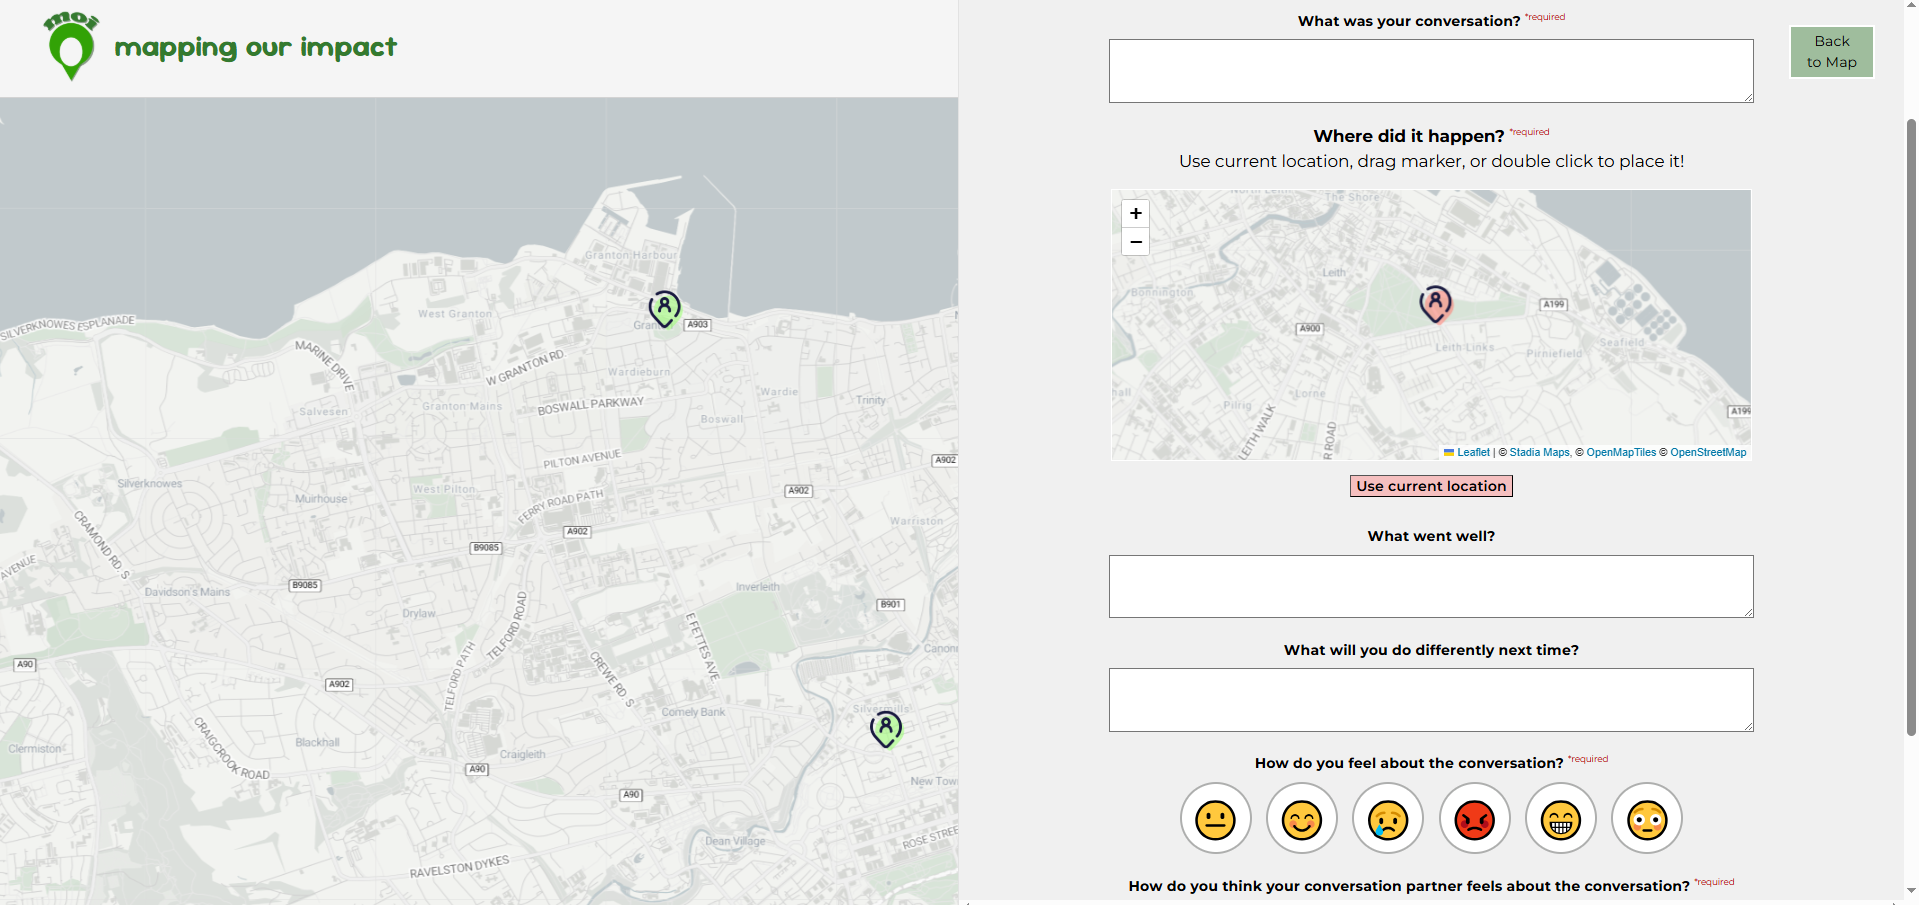 moi
mapping our impact
Granton Harbour
West Granton
A903
SILVERKNOWES ESPLANADE
MARINE DRIVE
W GRANTON RD
Wardieburn
Wardie
Trinity
Salvesen
Granton Mains
BOSWALL PARKWAY
Boswall
PILTON AVENUE
A902
Silverknowes
Muirhouse
West Pilton
A902
FERRY ROAD PATH
Warriston
CRAMOND RD. S
A902
B9085
AVENUE
B9085
Davidson's Mains
Inverleith
B901
Drylaw
TELFORD ROAD
E FETTES AVE
A90
TELFORD PATH
CREWE RD. S
A902
Comely Bank
Silvermills
Clermiston
CRAIGCROOK ROAD
Blackhall
Craigleith
A90
New Tow
A90
Dean Village
ROSE STREE
RAVELSTON DYKES
What was your conversation? *required
Back
to Map
Where did it happen? *required
Use current location, drag marker, or double click to place it!
North Leith
The Shore
+
−
Leith
Bonnington
A199
A900
Leith Links
Pirniefield
Seafield
Pilrig
Lorne
LEITH WALK
R ROAD
A199
Leaflet | © Stadia Maps, © OpenMapTiles © OpenStreetMap
Use current location
What went well?
What will you do differently next time?
How do you feel about the conversation? *required
How do you think your conversation partner feels about the conversation? *required